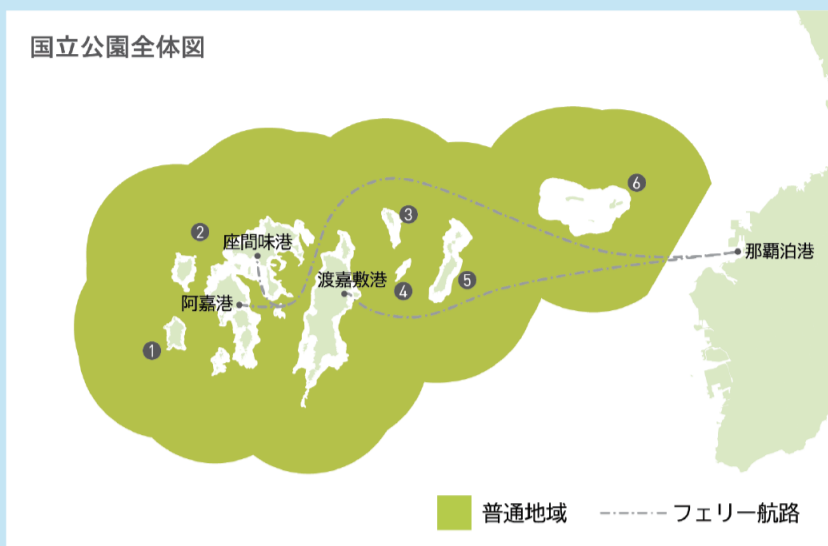 国立公園全体図
6
3
2
座間味港
那覇泊港
渡嘉敷港
5
4
阿嘉港
1
普通地域
フェリー航路